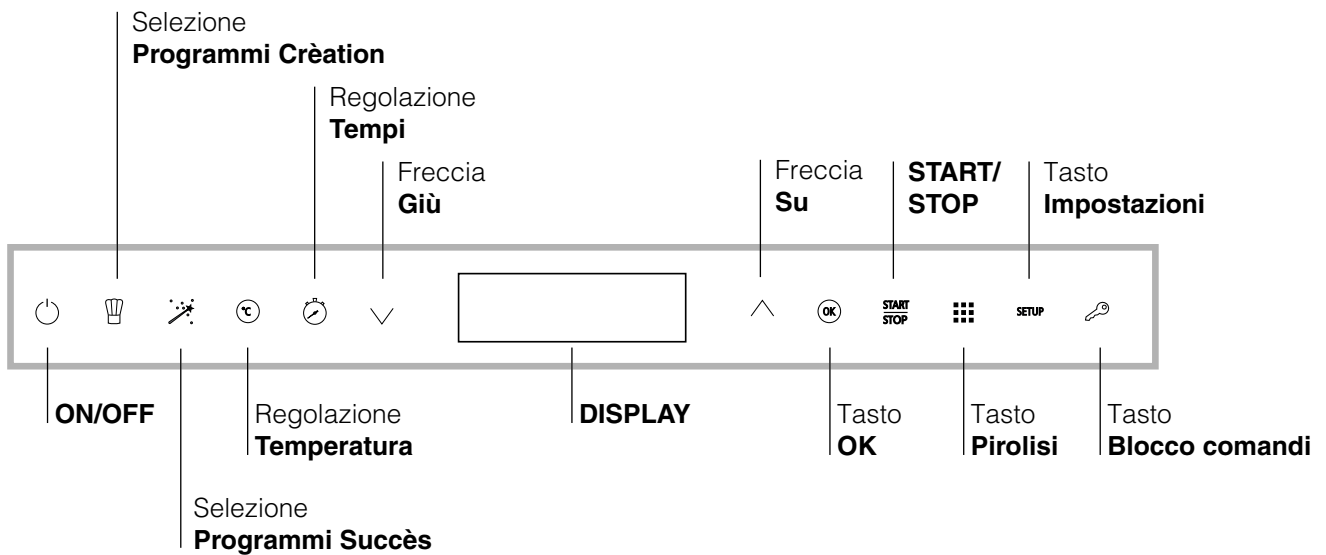 Selezione
Programmi Crèation
Regolazione
Tempi
Freccia
Giù
Freccia
Su
START/
STOP
Tasto
Impostazioni
°C
OK
START
STOP
SETUP
ON/OFF
Regolazione
Temperatura
DISPLAY
Tasto
OK
Tasto
Pirolisi
Tasto
Blocco comandi
Selezione
Programmi Succès